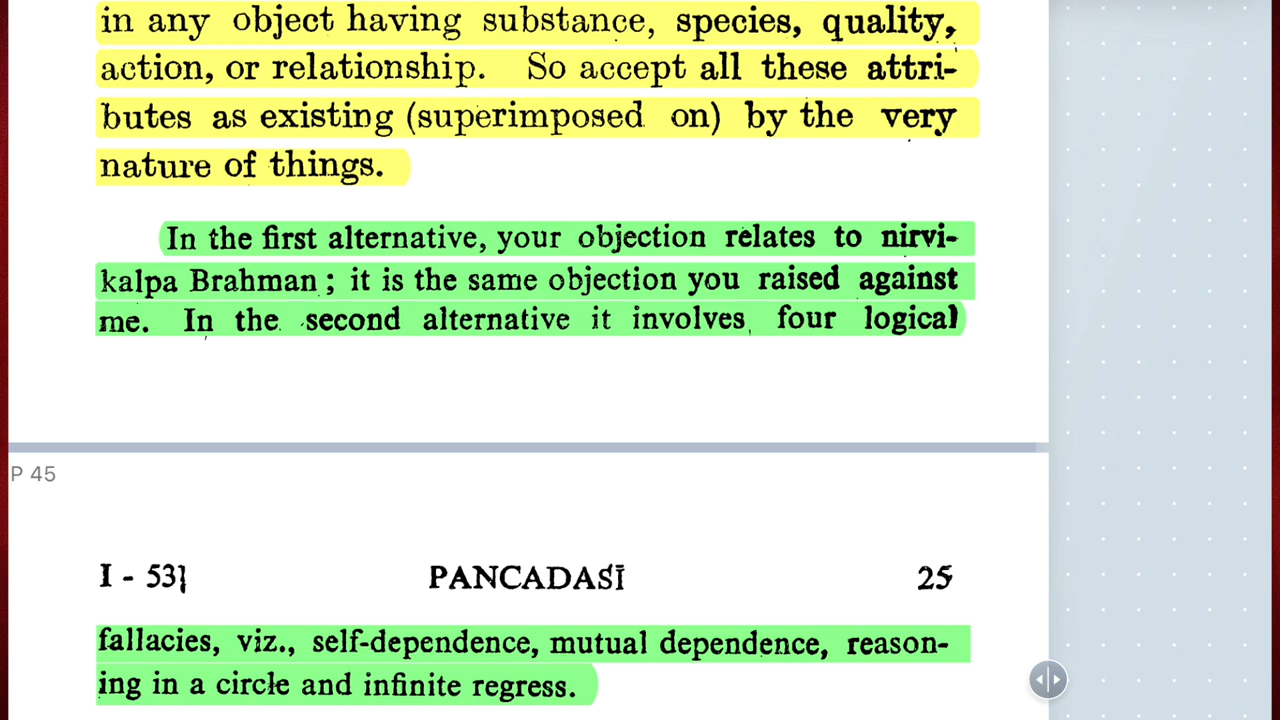 in any object having substance, species, quality,
action, or relationship. So accept all these attri-
butes as existing (superimposed on) by the very
nature of things.
In the first alternative, your objection relates to nirvi-
kalpa Brahman ; it is the same objection you raised against
me. In the second alternative it involves four logical
P 45
I - 53] PANCADASĪ 25
fallacies, viz., self-dependence, mutual dependence, reason-
ing in a circle and infinite regress.